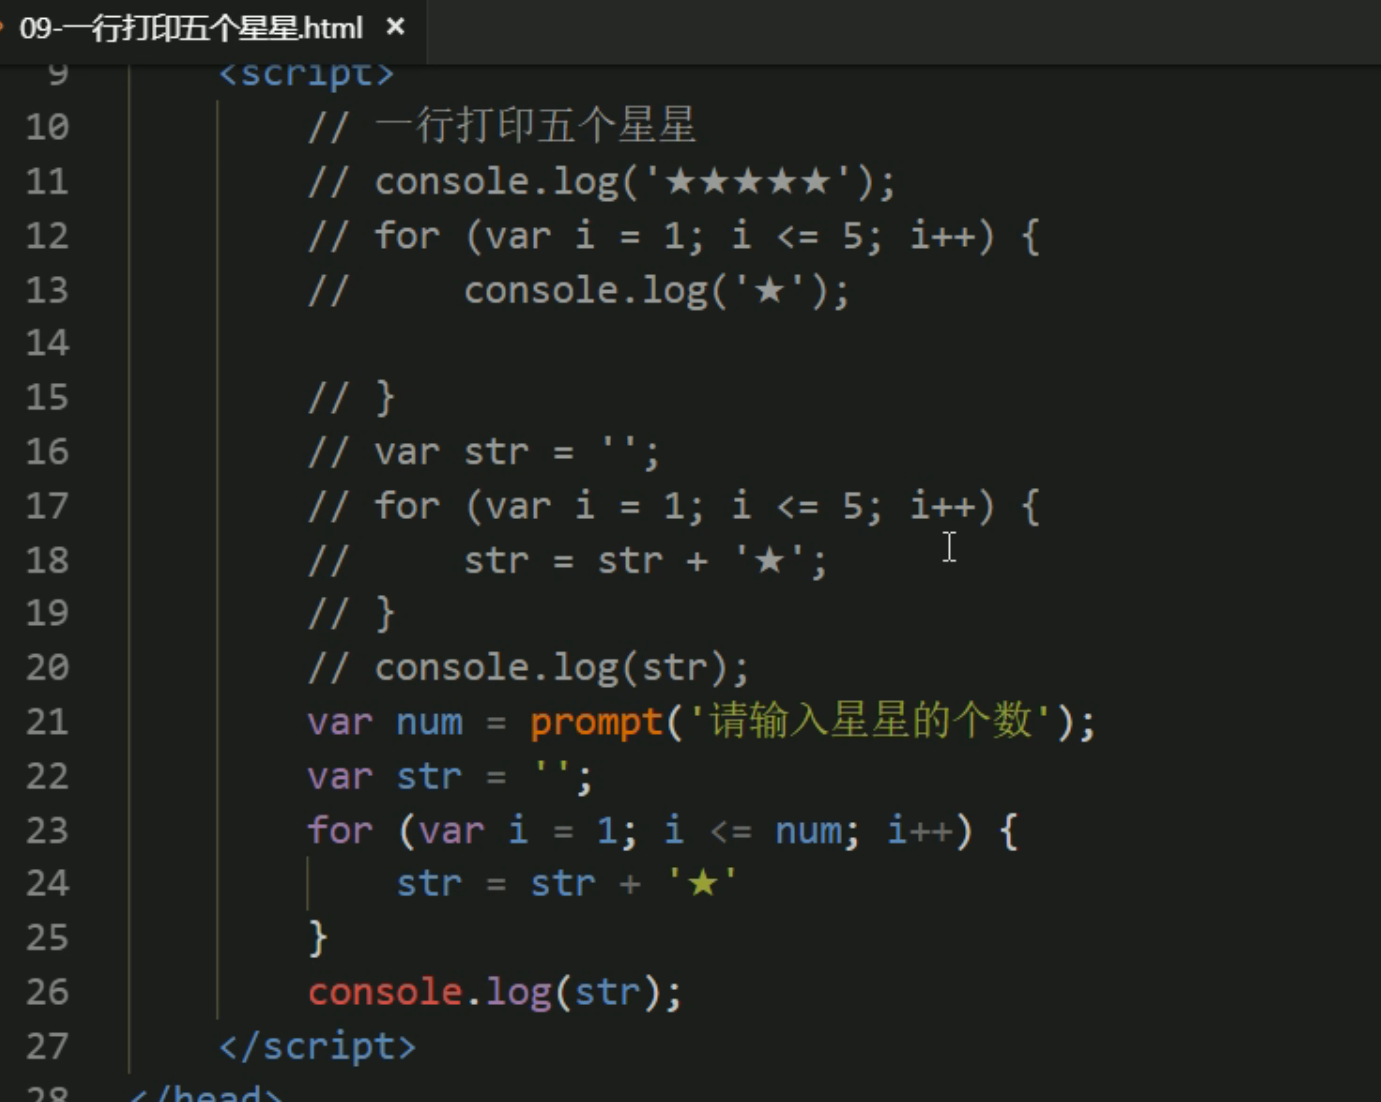 09-一行打印五个星星.html ×
9 <script>
10 // 一行打印五个星星
11 // console.log('★★★★★');
12 // for (var i = 1; i <= 5; i++) {
13 //     console.log('★');
14
15 // }
16 // var str = '';
17 // for (var i = 1; i <= 5; i++) {
18 //     str = str + '★';
19 // }
20 // console.log(str);
21 var num = prompt('请输入星星的个数');
22 var str = '';
23 for (var i = 1; i <= num; i++) {
24     str = str + '★'
25 }
26 console.log(str);
27 </script>
28 </head>